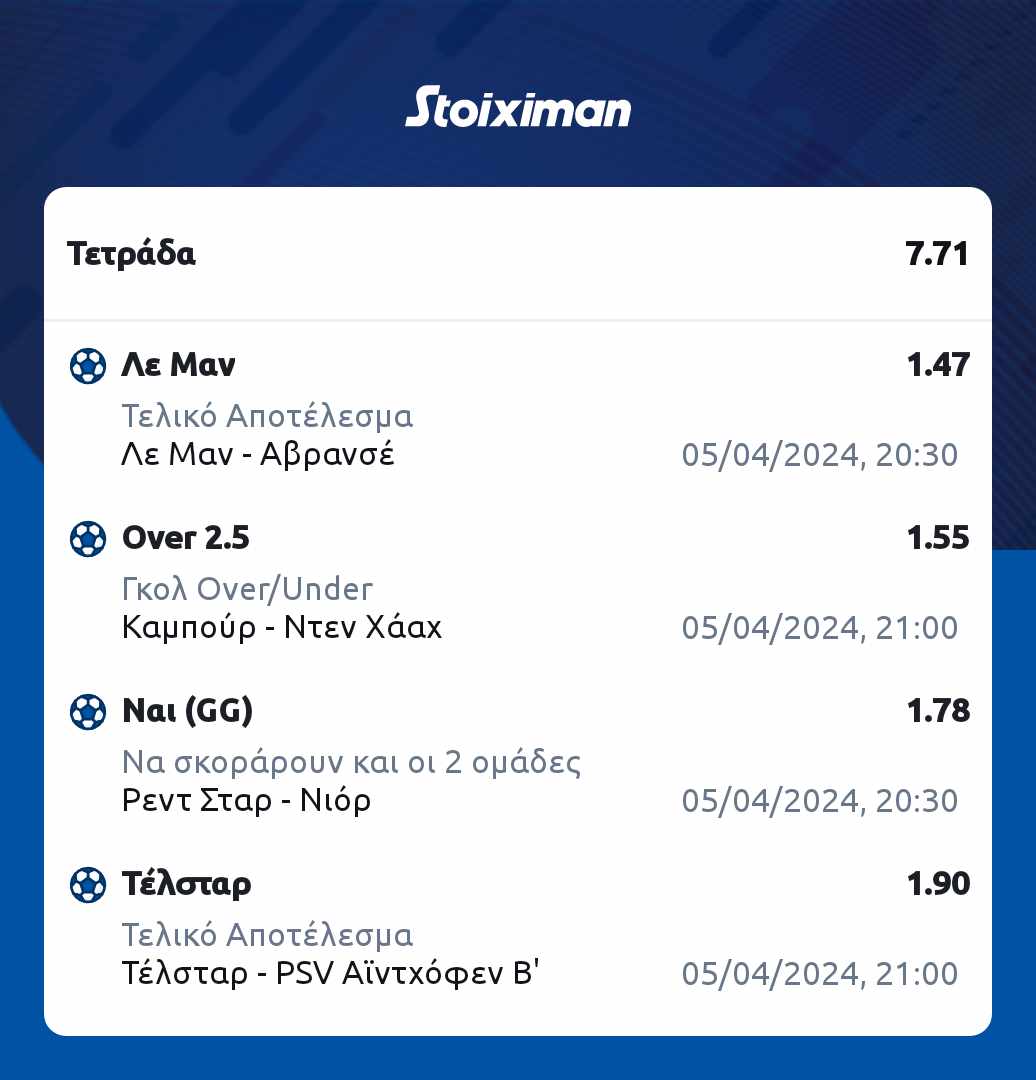 Stoiximan
Τετράδα 7.71
Λε Μαν 1.47
Τελικό Αποτέλεσμα
Λε Μαν - Αβρανσέ 05/04/2024, 20:30
Over 2.5 1.55
Γκολ Over/Under
Καμπούρ - Ντεν Χάαχ 05/04/2024, 21:00
Ναι (GG) 1.78
Να σκοράρουν και οι 2 ομάδες
Ρεντ Σταρ - Νιόρ 05/04/2024, 20:30
Τέλσταρ 1.90
Τελικό Αποτέλεσμα
Τέλσταρ - PSV Αϊντχόφεν Β' 05/04/2024, 21:00